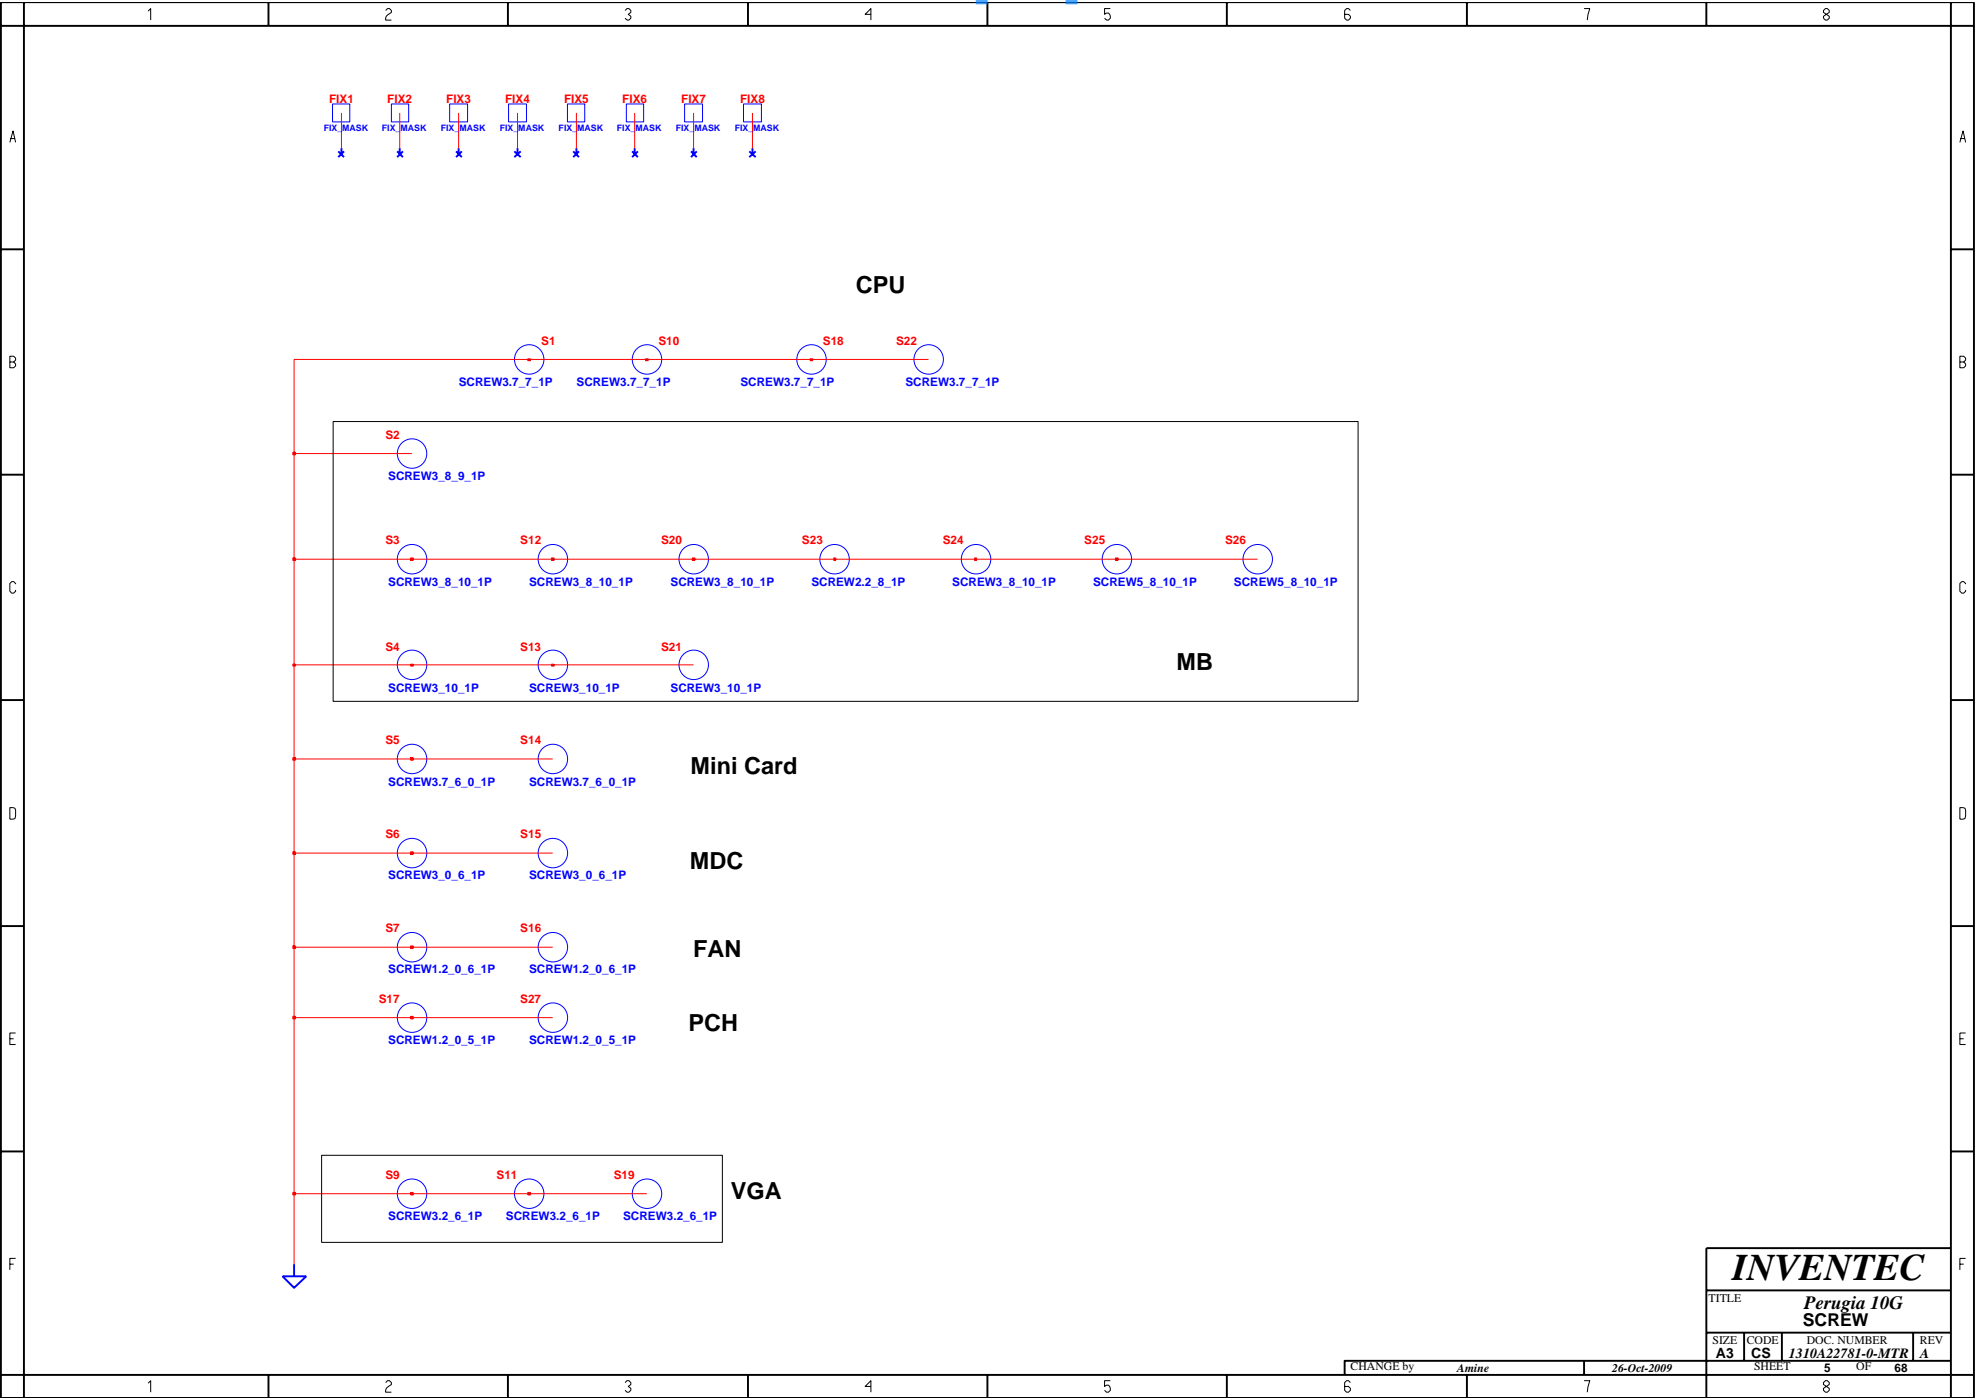 1 2 3 4 5 6 7 8
FIX1 FIX2 FIX3 FIX4 FIX5 FIX6 FIX7 FIX8
FIX_MASK FIX_MASK FIX_MASK FIX_MASK FIX_MASK FIX_MASK FIX_MASK FIX_MASK
A A
CPU
S1 S10 S18 S22
B B
SCREW3.7_7_1P SCREW3.7_7_1P SCREW3.7_7_1P SCREW3.7_7_1P
S2
SCREW3_8_9_1P
S3 S12 S20 S23 S24 S25 S26
SCREW3_8_10_1P SCREW3_8_10_1P SCREW3_8_10_1P SCREW2.2_8_1P SCREW3_8_10_1P SCREW5_8_10_1P SCREW5_8_10_1P
C C
S4 S13 S21
MB
SCREW3_10_1P SCREW3_10_1P SCREW3_10_1P
S5 S14
Mini Card
SCREW3.7_6_0_1P SCREW3.7_6_0_1P
D D
S6 S15
MDC
SCREW3_0_6_1P SCREW3_0_6_1P
S7 S16
FAN
SCREW1.2_0_6_1P SCREW1.2_0_6_1P
S17 S27
PCH
SCREW1.2_0_5_1P SCREW1.2_0_5_1P
E E
S9 S11 S19
VGA
SCREW3.2_6_1P SCREW3.2_6_1P SCREW3.2_6_1P
F F
INVENTEC
TITLE Perugia 10G
SCREW
SIZE CODE DOC. NUMBER REV
A3 CS 1310A22781-0-MTR A
CHANGE by Amine 26-Oct-2009 SHEET 5 OF 68
1 2 3 4 5 6 7 8